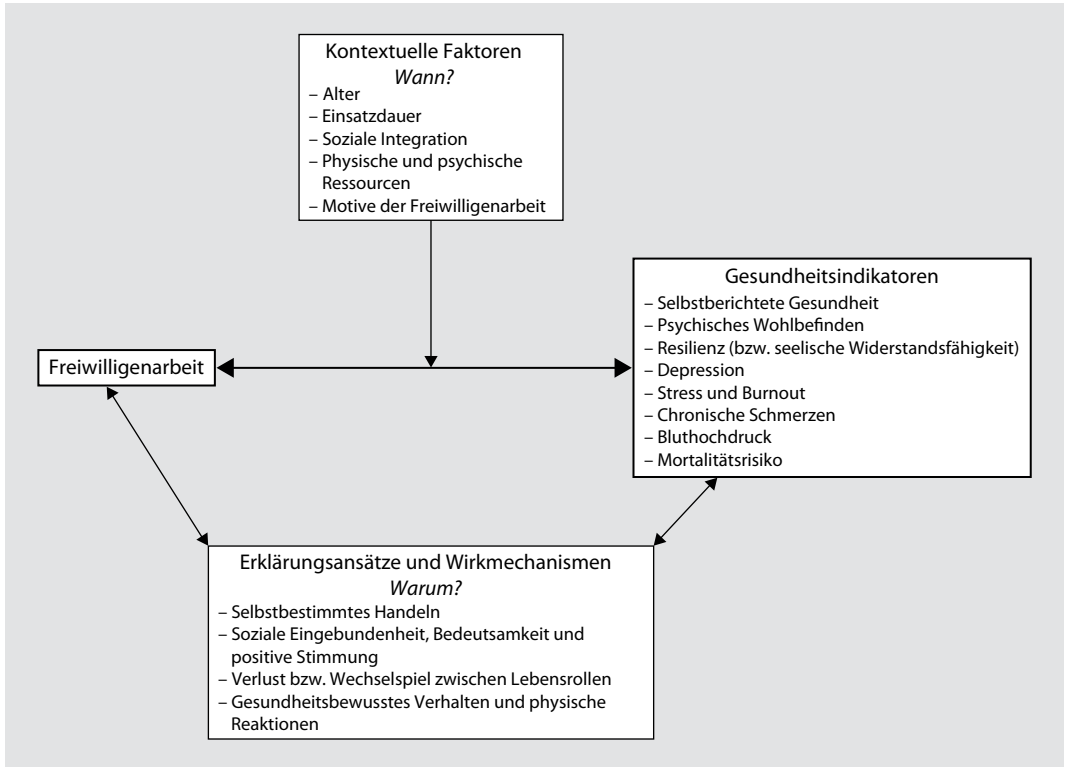 Kontextuelle Faktoren
Wann?
– Alter
– Einsatzdauer
– Soziale Integration
– Physische und psychische
Ressourcen
– Motive der Freiwilligenarbeit
Gesundheitsindikatoren
– Selbstberichtete Gesundheit
– Psychisches Wohlbefinden
– Resilienz (bzw. seelische Widerstandsfähigkeit)
– Depression
– Stress und Burnout
– Chronische Schmerzen
– Bluthochdruck
– Mortalitätsrisiko
Freiwilligenarbeit
Erklärungsansätze und Wirkmechanismen
Warum?
– Selbstbestimmtes Handeln
– Soziale Eingebundenheit, Bedeutsamkeit und
positive Stimmung
– Verlust bzw. Wechselspiel zwischen Lebensrollen
– Gesundheitsbewusstes Verhalten und physische
Reaktionen